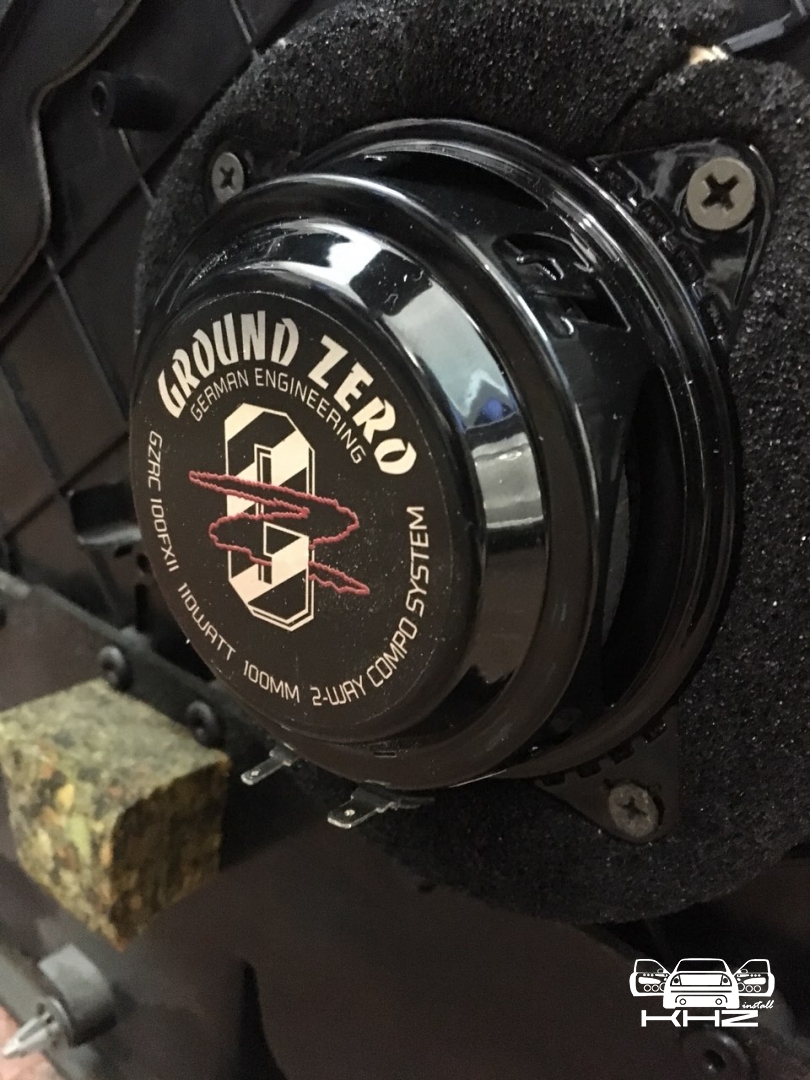 GROUND ZERO
GERMAN ENGINEERING
GZRC 100FXII 110WATT 100MM 2-WAY COMPO SYSTEM
install
KHZ